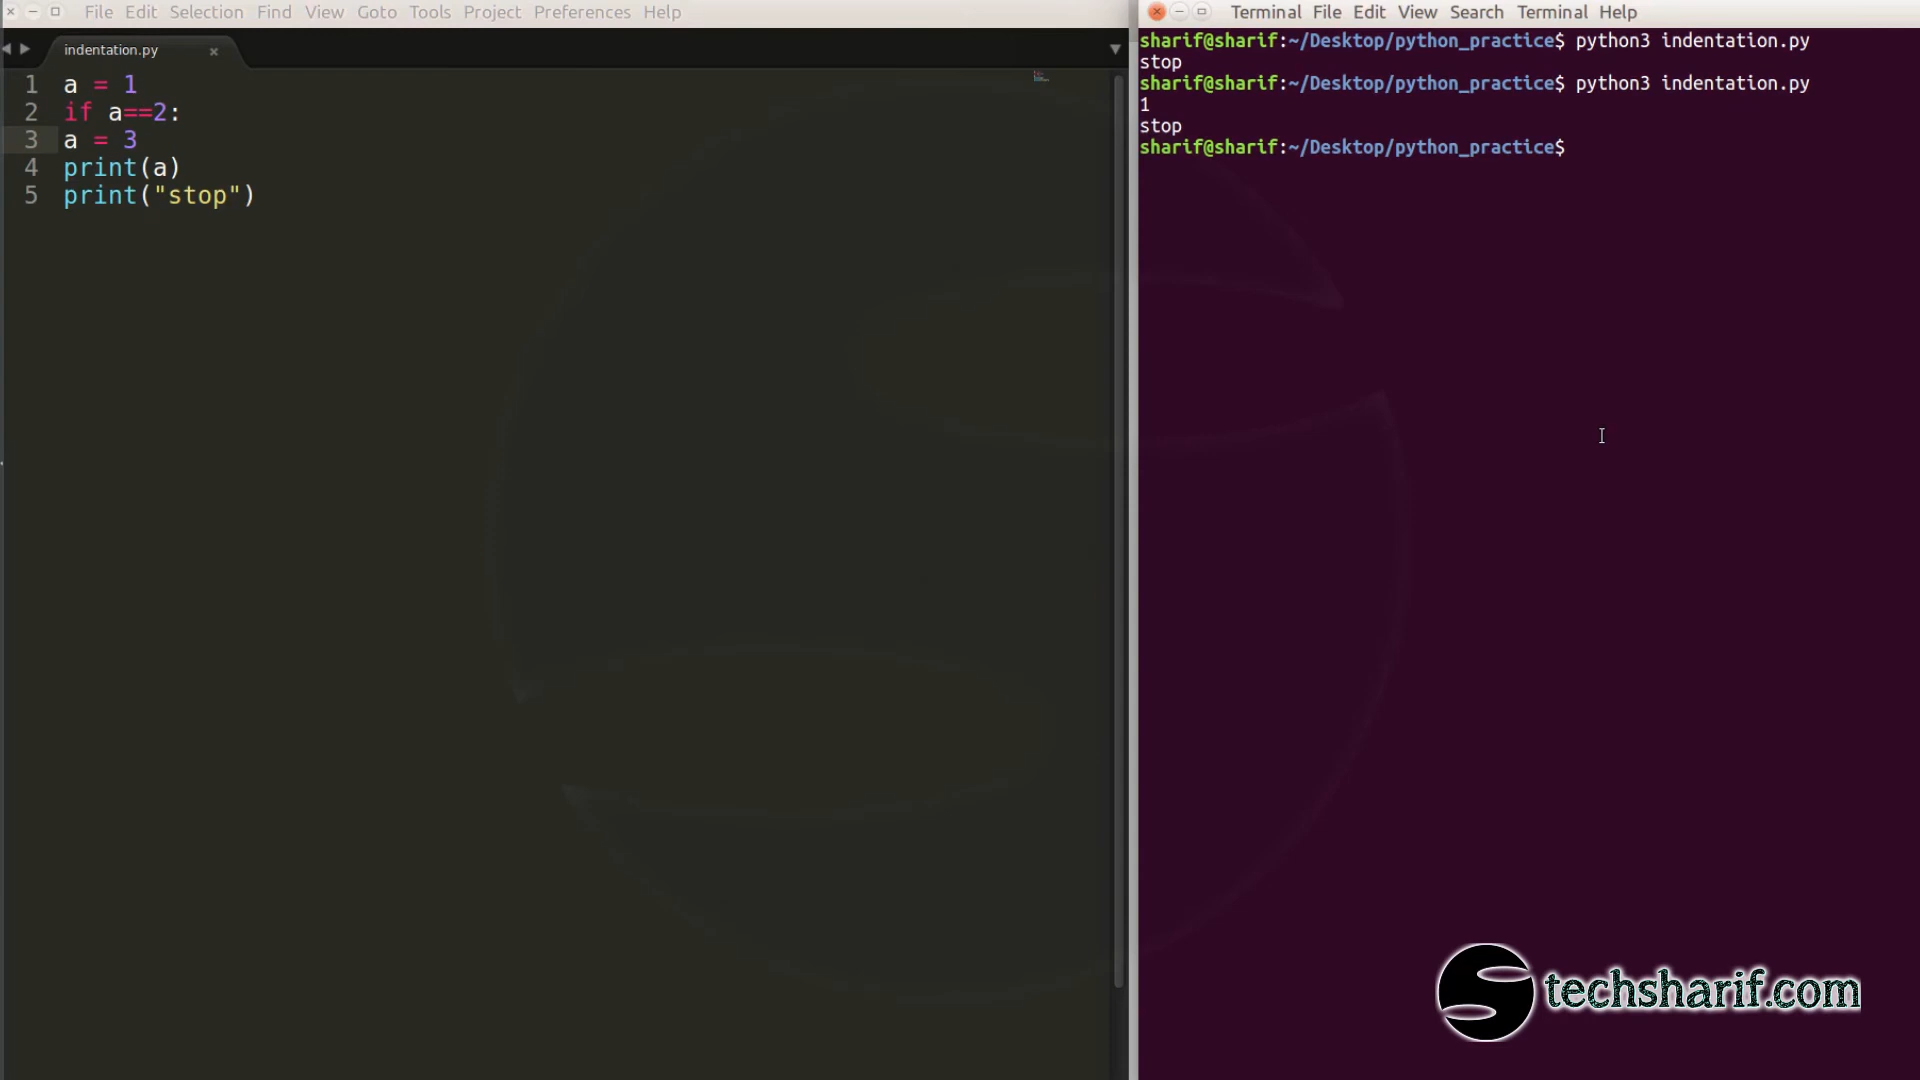 File Edit Selection Find View Goto Tools Project Preferences Help
indentation.py
1 a = 1
2 if a==2:
3 a = 3
4 print(a)
5 print("stop")
Terminal File Edit View Search Terminal Help
sharif@sharif:~/Desktop/python_practice$ python3 indentation.py
stop
sharif@sharif:~/Desktop/python_practice$ python3 indentation.py
1
stop
sharif@sharif:~/Desktop/python_practice$
techsharif.com